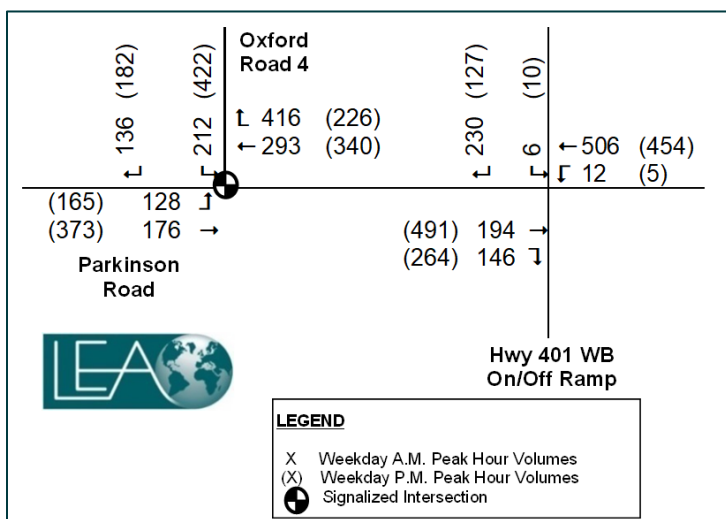 Oxford
Road 4
136 (182)
212 (422)
416 (226)
←293 (340)
230 (127)
6 (10)
←506 (454)
12 (5)
(165) 128
(373) 176 →
(491) 194 →
(264) 146
Parkinson
Road
LEA
Hwy 401 WB
On/Off Ramp
LEGEND
X Weekday A.M. Peak Hour Volumes
(X) Weekday P.M. Peak Hour Volumes
Signalized Intersection